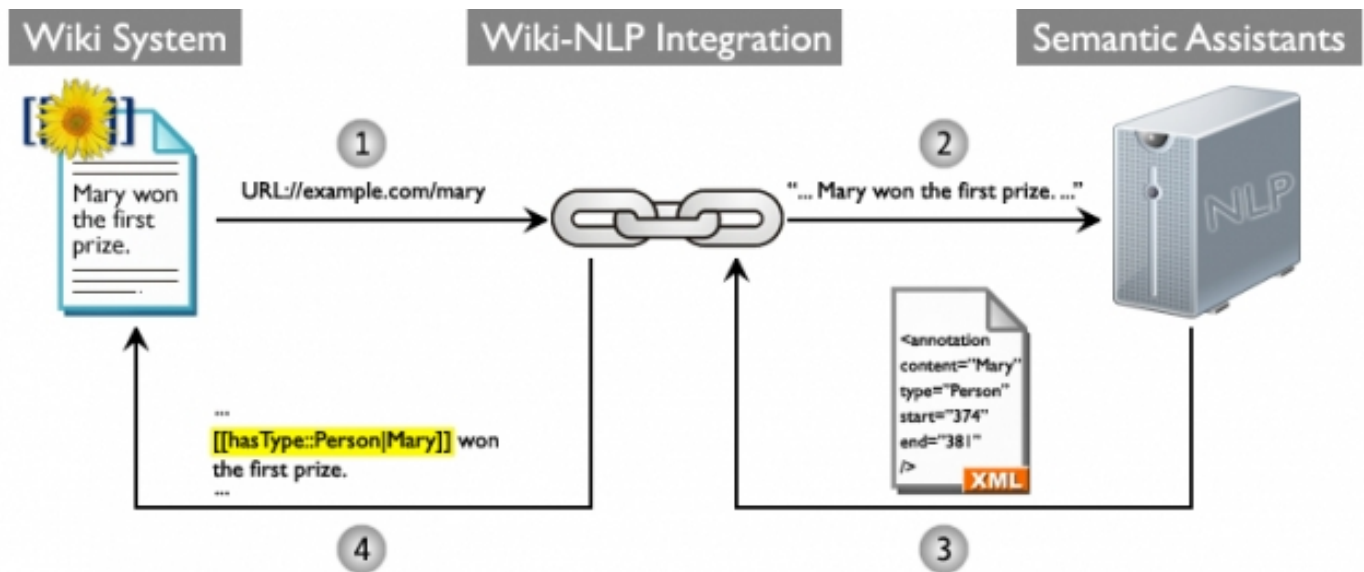 Wiki System
Wiki-NLP Integration
Semantic Assistants
[[ ]]
Mary won
the first
prize.
1
URL://example.com/mary
2
“... Mary won the first prize. ...”
NLP
<annotation
content="Mary"
type="Person"
start="374"
end="381"
/>
XML
3
...
[[hasType::Person|Mary]] won
the first prize.
...
4